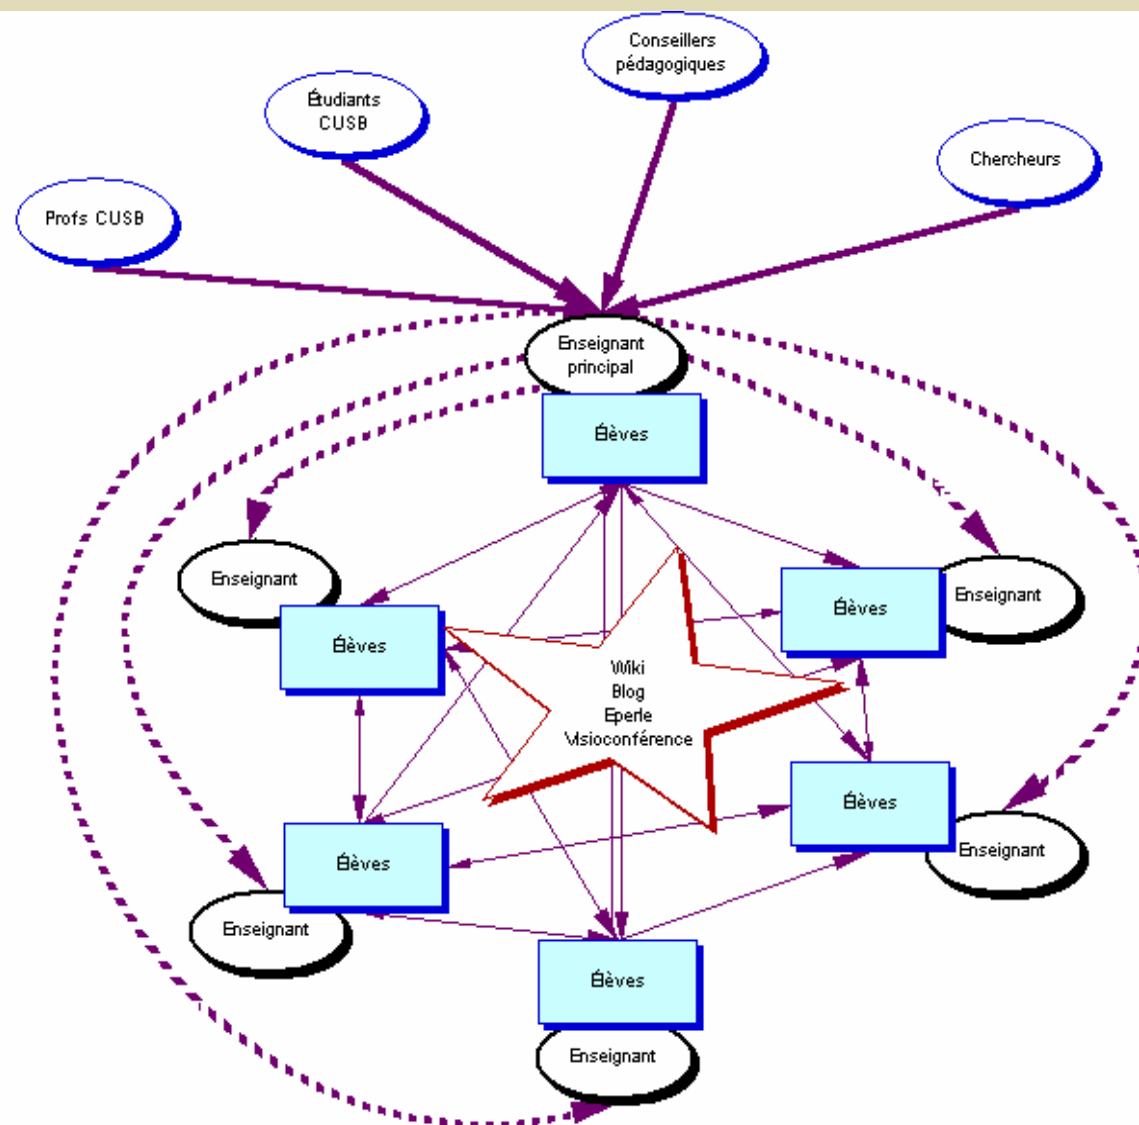 Conseillers
pédagogiques
Étudiants
CUSB
Chercheurs
Profs CUSB
Enseignant
principal
Élèves
Enseignant
Élèves
Enseignant
Élèves
Wiki
Blog
Eperle
Visioconférence
Élèves
Enseignant
Élèves
Enseignant
Élèves
Enseignant